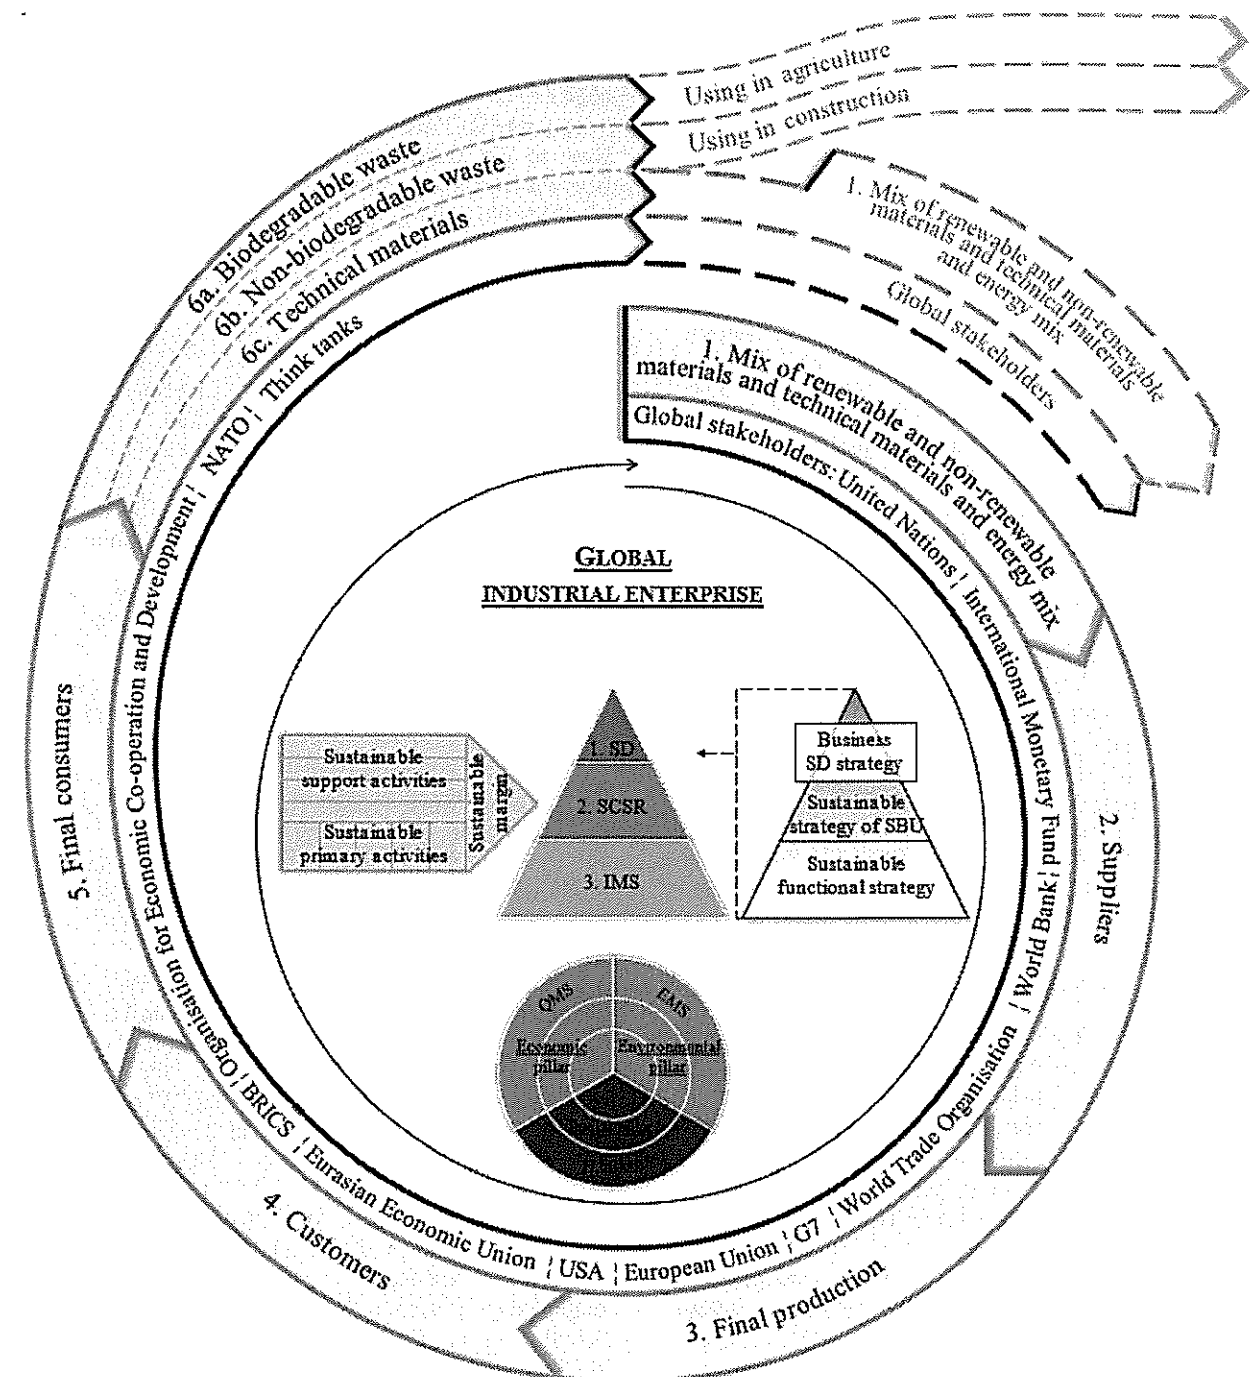 Using in agriculture
Using in construction
1. Mix of renewable and non-renewable
materials and technical materials
and energy mix
Global stakeholders
6a. Biodegradable waste
6b. Non-biodegradable waste
6c. Technical materials
1. Mix of renewable and non-renewable
materials and technical materials and energy mix
Global stakeholders: United Nations ¦ International Monetary Fund ¦ World Bank ¦ World Trade Organisation ¦ G7 ¦ European Union ¦ USA ¦ Eurasian Economic Union ¦ BRICS ¦ Organisation for Economic Co-operation and Development ¦ NATO ¦ Think tanks
2. Suppliers
3. Final production
4. Customers
5. Final consumers
GLOBAL
INDUSTRIAL ENTERPRISE
Sustainable
support activities
Sustainable
primary activities
Sustainable
margin
1. SD
2. SCSR
3. IMS
Business
SD strategy
Sustainable
strategy of SBU
Sustainable
functional strategy
QMS
EMS
Economic
pillar
Environmental
pillar